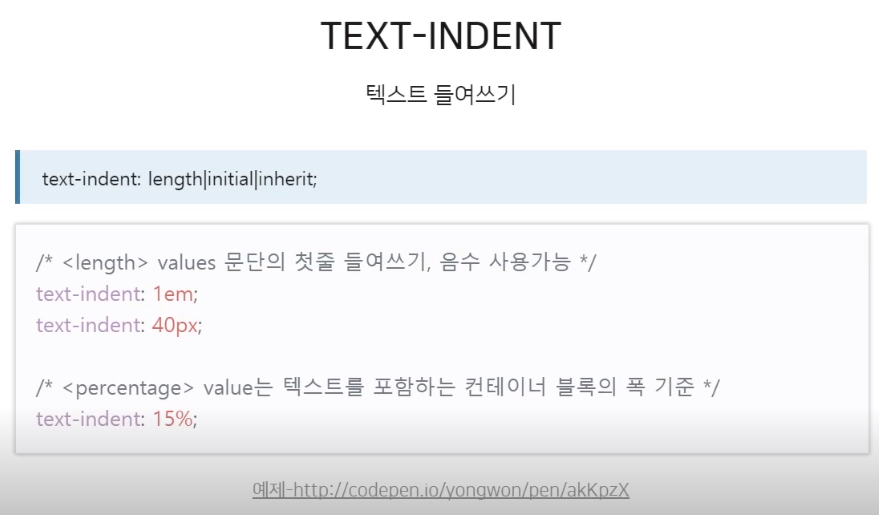 TEXT-INDENT
텍스트 들여쓰기
text-indent: length|initial|inherit;
/* <length> values 문단의 첫줄 들여쓰기, 음수 사용가능 */
text-indent: 1em;
text-indent: 40px;
/* <percentage> value는 텍스트를 포함하는 컨테이너 블록의 폭 기준 */
text-indent: 15%;
예제-http://codepen.io/yongwon/pen/akKpzX